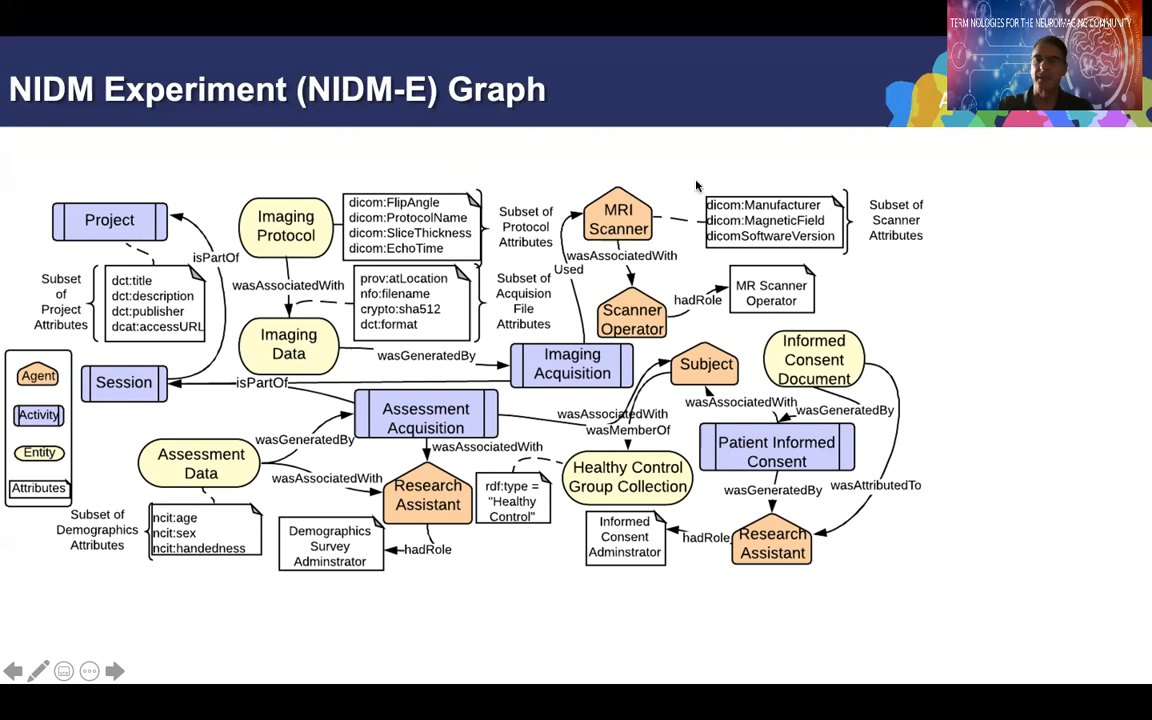 TERMINOLOGIES FOR THE NEUROIMAGING COMMUNITY
NIDM Experiment (NIDM-E) Graph
Project
isPartOf
Subset
of
Project
Attributes
dct:title
dct:description
dct:publisher
dcat:accessURL
Imaging
Protocol
dicom:FlipAngle
dicom:ProtocolName
dicom:SliceThickness
dicom:EchoTime
Subset of
Protocol
Attributes
wasAssociatedWith
prov:atLocation
nfo:filename
crypto:sha512
dct:format
Subset of
Acquision
File
Attributes
Imaging
Data
wasGeneratedBy
MRI
Scanner
dicom:Manufacturer
dicom:MagneticField
dicomSoftwareVersion
Subset of
Scanner
Attributes
wasAssociatedWith
Used
Scanner
Operator
hadRole
MR Scanner
Operator
Imaging
Acquisition
Agent
Activity
Entity
Attributes
Session
isPartOf
Assessment
Acquisition
wasAssociatedWith
wasMemberOf
Subject
Informed
Consent
Document
wasAssociatedWith
wasGeneratedBy
Patient Informed
Consent
wasGeneratedBy
wasAttributedTo
wasGeneratedBy
wasAssociatedWith
Assessment
Data
wasAssociatedWith
Research
Assistant
rdf:type =
"Healthy
Control"
Healthy Control
Group Collection
Subset of
Demographics
Attributes
ncit:age
ncit:sex
ncit:handedness
Demographics
Survey
Adminstrator
hadRole
Informed
Consent
Adminstrator
hadRole
Research
Assistant